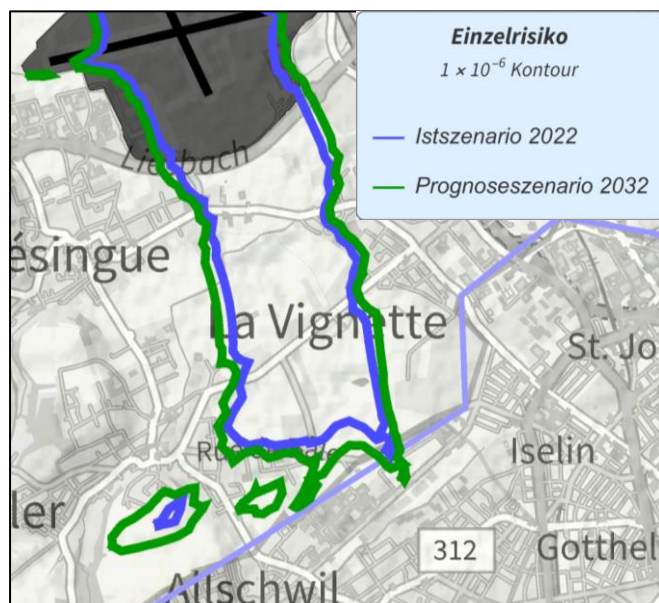 Einzelrisiko
1 × 10⁻⁶ Kontour
Istszenario 2022
Prognoseszenario 2032
ésingue
La Vignette
St. Jo
Iselin
ler
312
Gotthel
Allschwil